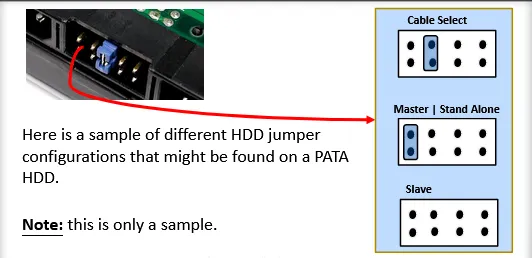 Cable Select
Master | Stand Alone
Here is a sample of different HDD jumper
configurations that might be found on a PATA
HDD.
Slave
Note: this is only a sample.